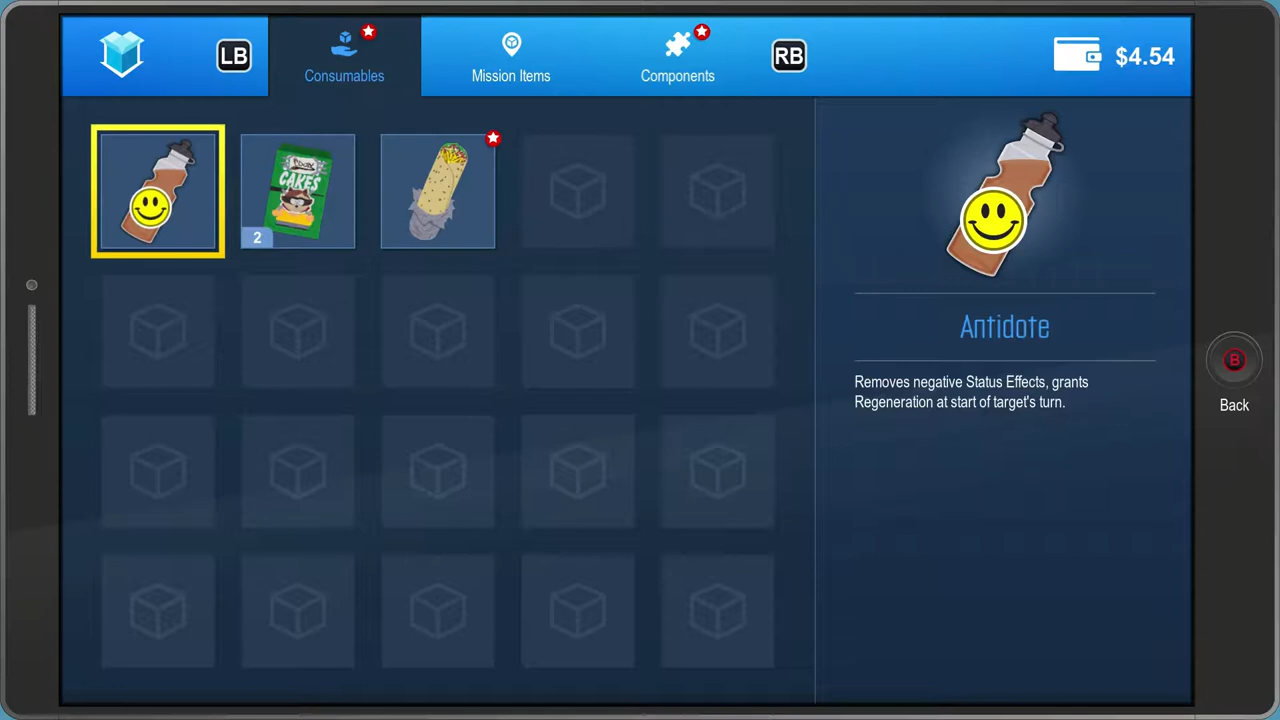 LB
Consumables
Mission Items
Components
RB
$4.54
CAKES
2
Antidote
Removes negative Status Effects, grants
Regeneration at start of target's turn.
B
Back